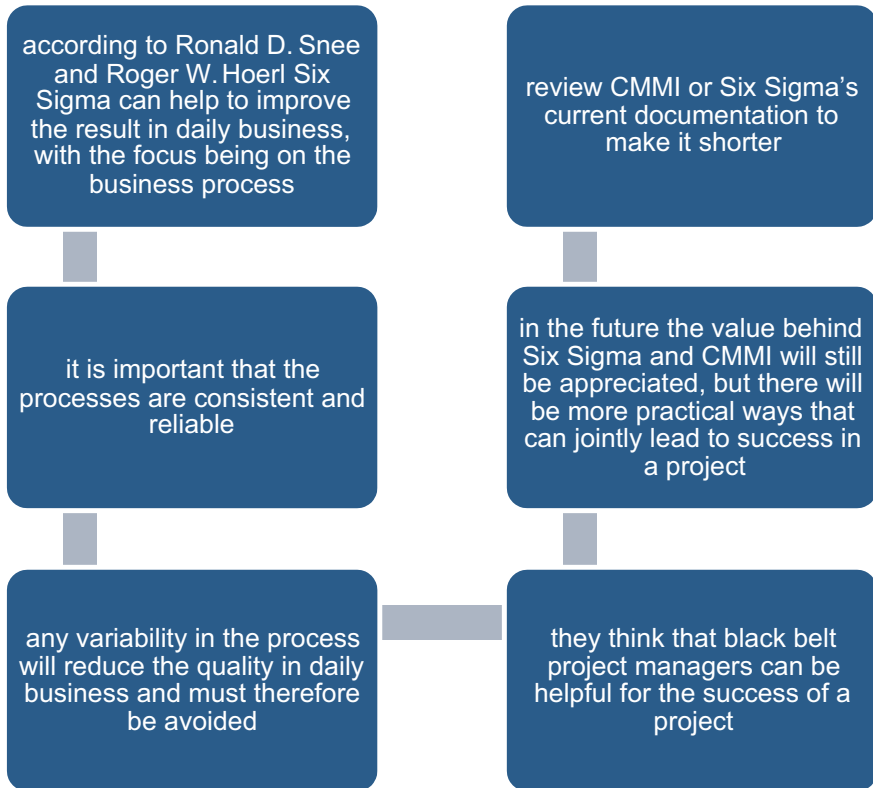 according to Ronald D. Snee
and Roger W. Hoerl Six
Sigma can help to improve
the result in daily business,
with the focus being on the
business process
it is important that the
processes are consistent and
reliable
any variability in the process
will reduce the quality in daily
business and must therefore
be avoided
they think that black belt
project managers can be
helpful for the success of a
project
in the future the value behind
Six Sigma and CMMI will still
be appreciated, but there will
be more practical ways that
can jointly lead to success in
a project
review CMMI or Six Sigma’s
current documentation to
make it shorter